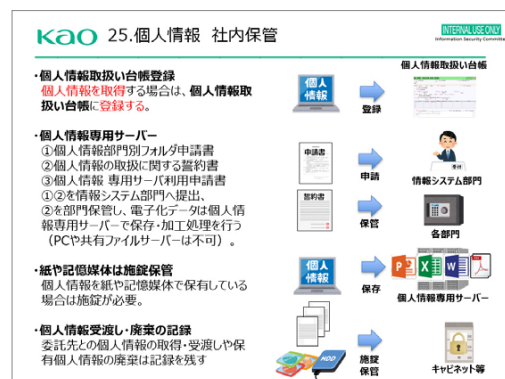 Kao 25.個人情報 社内保管
INTERNAL USE ONLY
Information Security Committe
・個人情報取扱い台帳登録
個人情報を取得する場合は、個人情報取
扱い台帳に登録する。
・個人情報専用サーバー
①個人情報部門別フォルダ申請書
②個人情報の取扱に関する誓約書
③個人情報 専用サーバ利用申請書
①②を情報システム部門へ提出、
②を部門保管し、電子化データは個人情
報専用サーバーで保存・加工処理を行う
（PCや共有ファイルサーバーは不可）。
・紙や記憶媒体は施錠保管
個人情報を紙や記憶媒体で保有している
場合は施錠が必要。
・個人情報受渡し・廃棄の記録
委託先との個人情報の取得・受渡しや保
有個人情報の廃棄は記録を残す
個人情報取扱い台帳
個人
情報
登録
申請書
申請
受付
情報システム部門
誓約書
保管
各部門
個人
情報
保存
P X W
個人情報専用サーバー
HDD
施錠
保管
キャビネット等